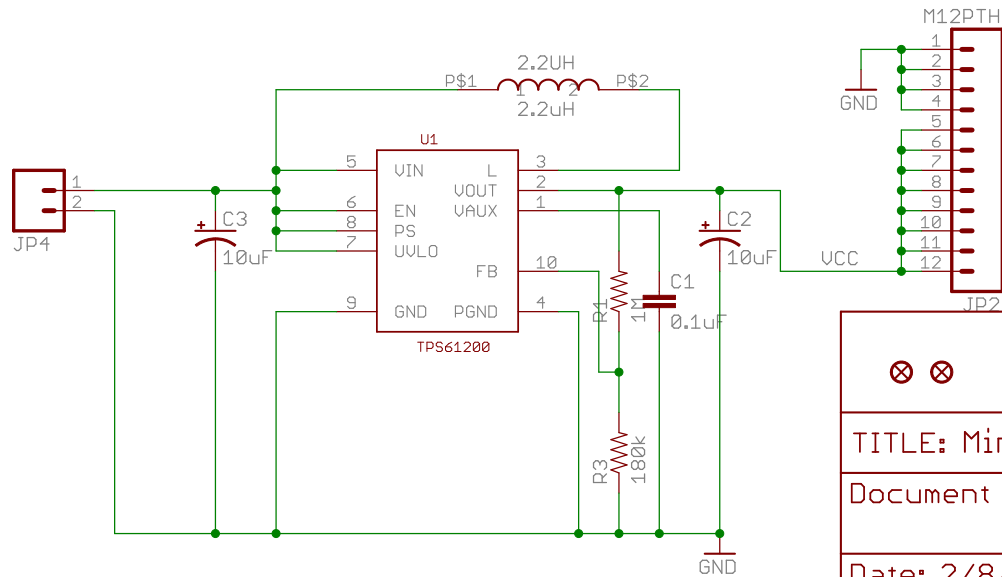 M12PTH
1
2
3
4
5
6
7
8
9
10
11
12
JP2
GND
2.2UH
P$1
1
2
P$2
2.2uH
U1
5
VIN
L
3
VOUT
2
6
EN
VAUX
1
8
PS
7
UVLO
FB
10
9
GND
PGND
4
TPS61200
1
2
JP4
C3
10uF
C2
10uF
VCC
R1
1M
C1
0.1uF
R3
180k
GND
TITLE:
Document
Date: 2/8